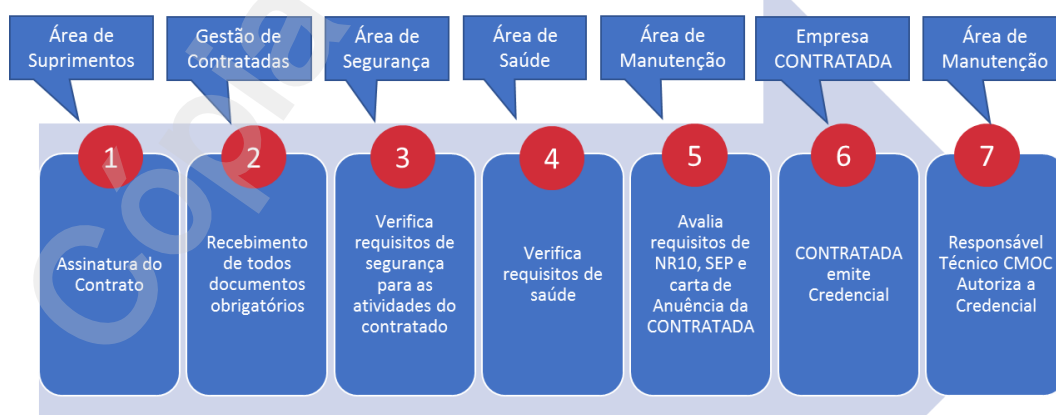 Área de
Suprimentos
Gestão de
Contratadas
Área de
Segurança
Área de
Saúde
Área de
Manutenção
Empresa
CONTRATADA
Área de
Manutenção
1
2
3
4
5
6
7
Assinatura do
Contrato
Recebimento
de todos
documentos
obrigatórios
Verifica
requisitos de
segurança
para as
atividades do
contratado
Verifica
requisitos de
saúde
Avalia
requisitos de
NR10, SEP e
carta de
Anuência da
CONTRATADA
CONTRATADA
emite
Credencial
Responsável
Técnico CMOC
Autoriza a
Credencial
Cópia